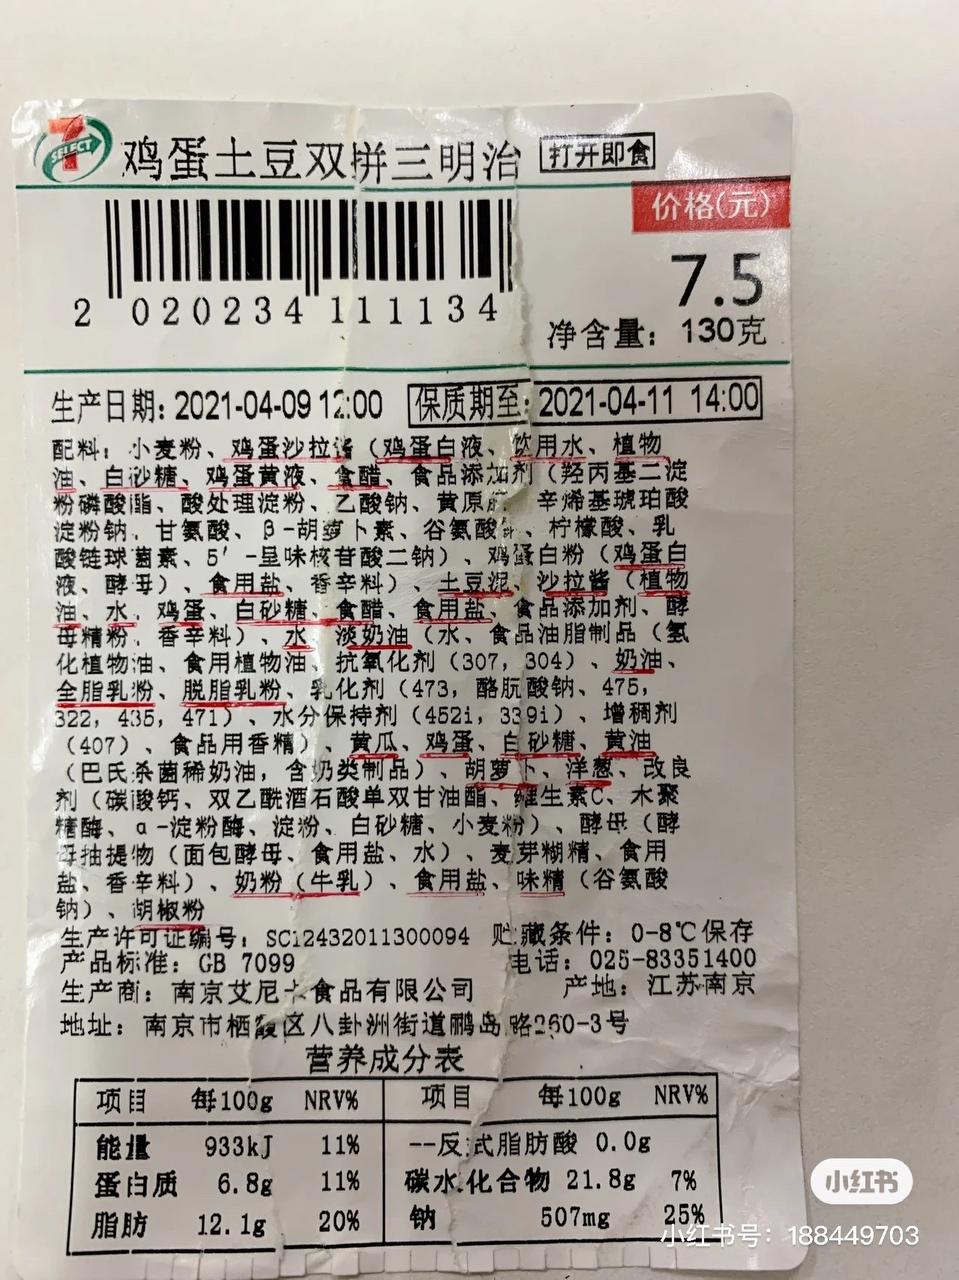 7
SELECT
鸡蛋土豆双拼三明治 打开即食
价格(元)
7.5
2 020234 111134
净含量：130克
生产日期：2021-04-09 12:00 保质期至：2021-04-11 14:00
配料：小麦粉、鸡蛋沙拉酱（鸡蛋白液、饮用水、植物
油、白砂糖、鸡蛋黄液、食醋、食品添加剂（羟丙基二淀
粉磷酸酯、酸处理淀粉、乙酸钠、黄原胶、辛烯基琥珀酸
淀粉钠、甘氨酸、β-胡萝卜素、谷氨酸钠、柠檬酸、乳
酸链球菌素、5′-呈味核苷酸二钠）、鸡蛋白粉（鸡蛋白
液、酵母）、食用盐、香辛料）、土豆泥、沙拉酱（植物
油、水、鸡蛋、白砂糖、食醋、食用盐、食品添加剂、酵
母精粉、香辛料）、水、淡奶油（水、食品油脂制品（氢
化植物油、食用植物油、抗氧化剂（307，304）、奶油、
全脂乳粉、脱脂乳粉、乳化剂（473，酪朊酸钠、475，
322，435，471）、水分保持剂（452i，339i）、增稠剂
（407）、食品用香精）、黄瓜、鸡蛋、白砂糖、黄油
（巴氏杀菌稀奶油，含奶类制品）、胡萝卜、洋葱、改良
剂（碳酸钙、双乙酰酒石酸单双甘油酯、维生素C、木聚
糖酶、α-淀粉酶、淀粉、白砂糖、小麦粉）、酵母（酵
母抽提物（面包酵母、食用盐、水）、麦芽糊精、食用
盐、香辛料）、奶粉（牛乳）、食用盐、味精（谷氨酸
钠）、胡椒粉
生产许可证编号：SC12432011300094 贮藏条件：0-8℃保存
产品标准：GB 7099 电话：025-83351400
生产商：南京艾尼食品有限公司 产地：江苏南京
地址：南京市栖霞区八卦洲街道鹂岛路260-3号
营养成分表
项目 每100g NRV% 项目 每100g NRV%
能量 933kJ 11% --反式脂肪酸 0.0g
蛋白质 6.8g 11% 碳水化合物 21.8g 7%
脂肪 12.1g 20% 钠 507mg 25%
小红书
小红书号：188449703